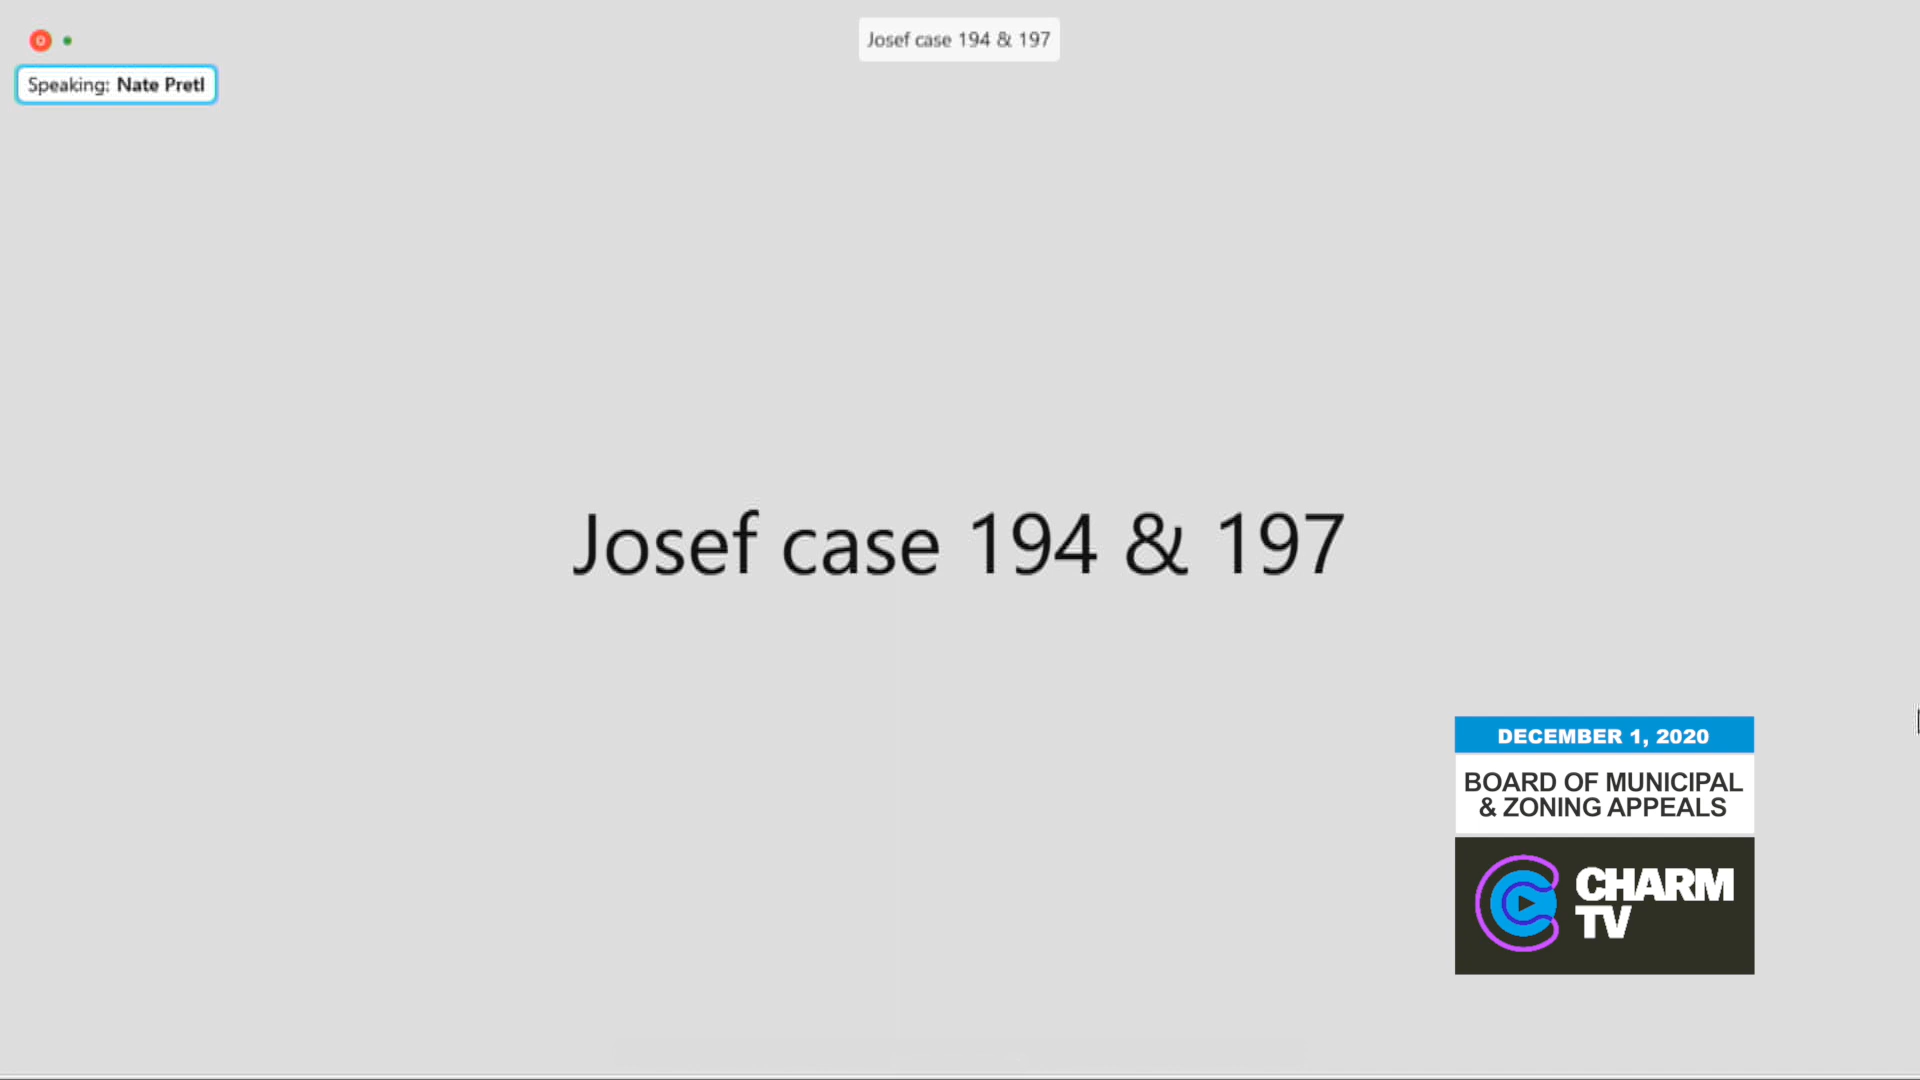 Josef case 194 & 197
Speaking: Nate Pretl
Josef case 194 & 197
DECEMBER 1, 2020
BOARD OF MUNICIPAL
& ZONING APPEALS
CHARM
TV